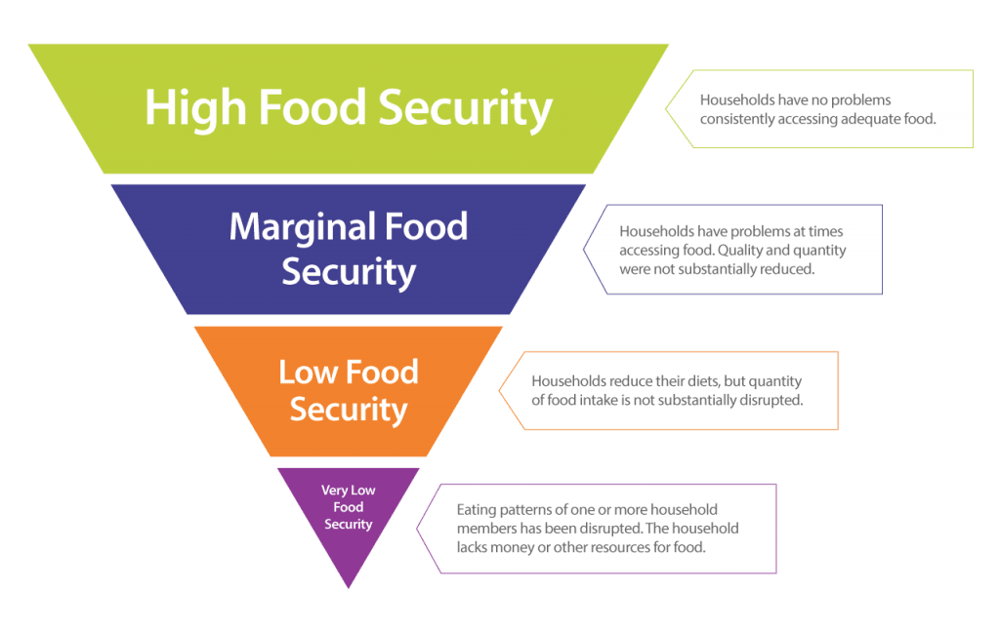 High Food Security
Households have no problems
consistently accessing adequate food.
Marginal Food
Security
Households have problems at times
accessing food. Quality and quantity
were not substantially reduced.
Low Food
Security
Households reduce their diets, but quantity
of food intake is not substantially disrupted.
Very Low
Food
Security
Eating patterns of one or more household
members has been disrupted. The household
lacks money or other resources for food.